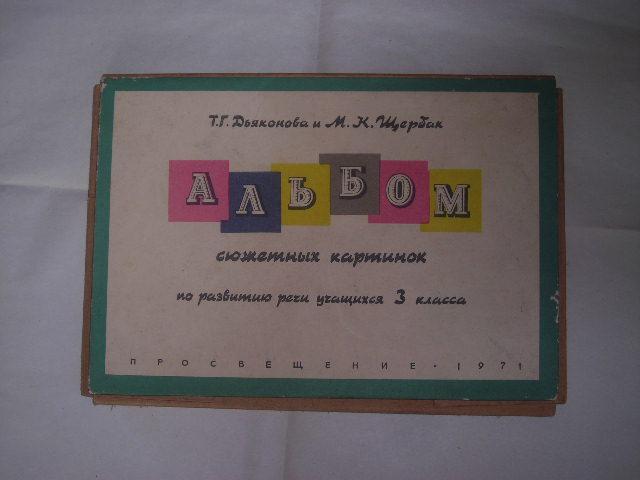 Т.Г. Дьяконова и М.К. Щербак
АЛЬБОМ
сюжетных картинок
по развитию речи учащихся 3 класса
ПРОСВЕЩЕНИЕ · 1971